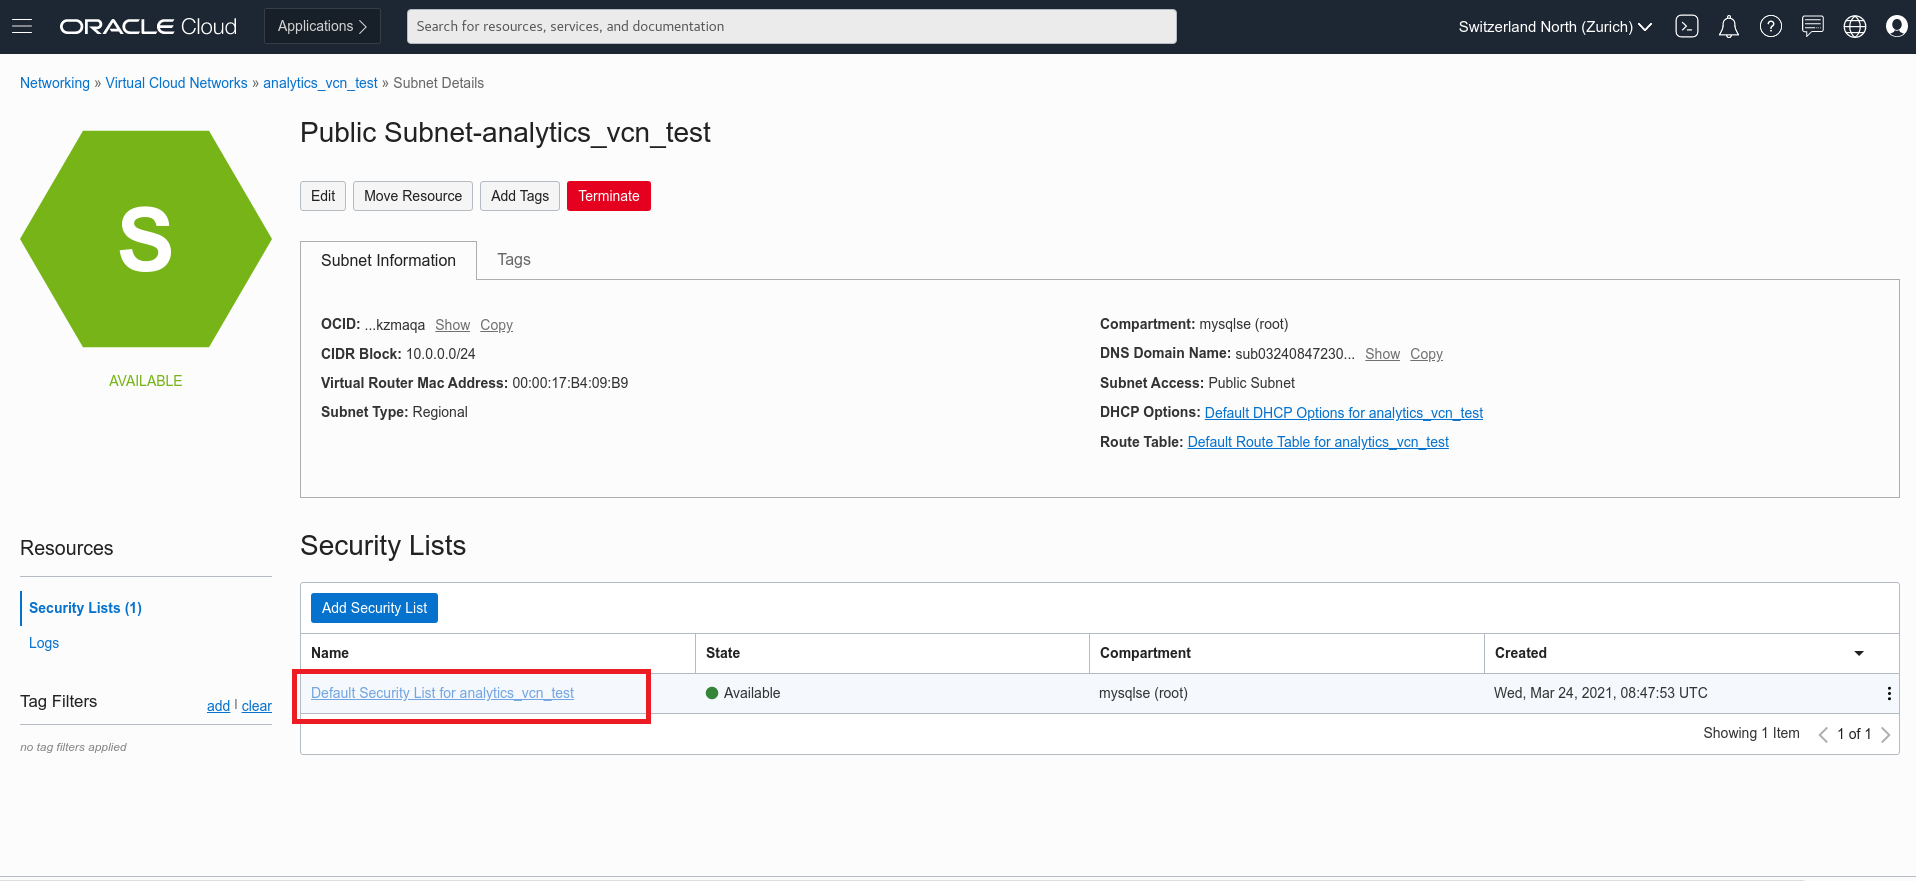 ORACLE Cloud Applications Search for resources, services, and documentation Switzerland North (Zurich)
Networking » Virtual Cloud Networks » analytics_vcn_test » Subnet Details
S
AVAILABLE
Public Subnet-analytics_vcn_test
Edit Move Resource Add Tags Terminate
Subnet Information Tags
OCID: ...kzmaqa Show Copy
CIDR Block: 10.0.0.0/24
Virtual Router Mac Address: 00:00:17:B4:09:B9
Subnet Type: Regional
Compartment: mysqlse (root)
DNS Domain Name: sub03240847230... Show Copy
Subnet Access: Public Subnet
DHCP Options: Default DHCP Options for analytics_vcn_test
Route Table: Default Route Table for analytics_vcn_test
Resources
Security Lists (1)
Logs
Tag Filters add | clear
no tag filters applied
Security Lists
Add Security List
Name State Compartment Created
Default Security List for analytics_vcn_test Available mysqlse (root) Wed, Mar 24, 2021, 08:47:53 UTC
Showing 1 Item 1 of 1